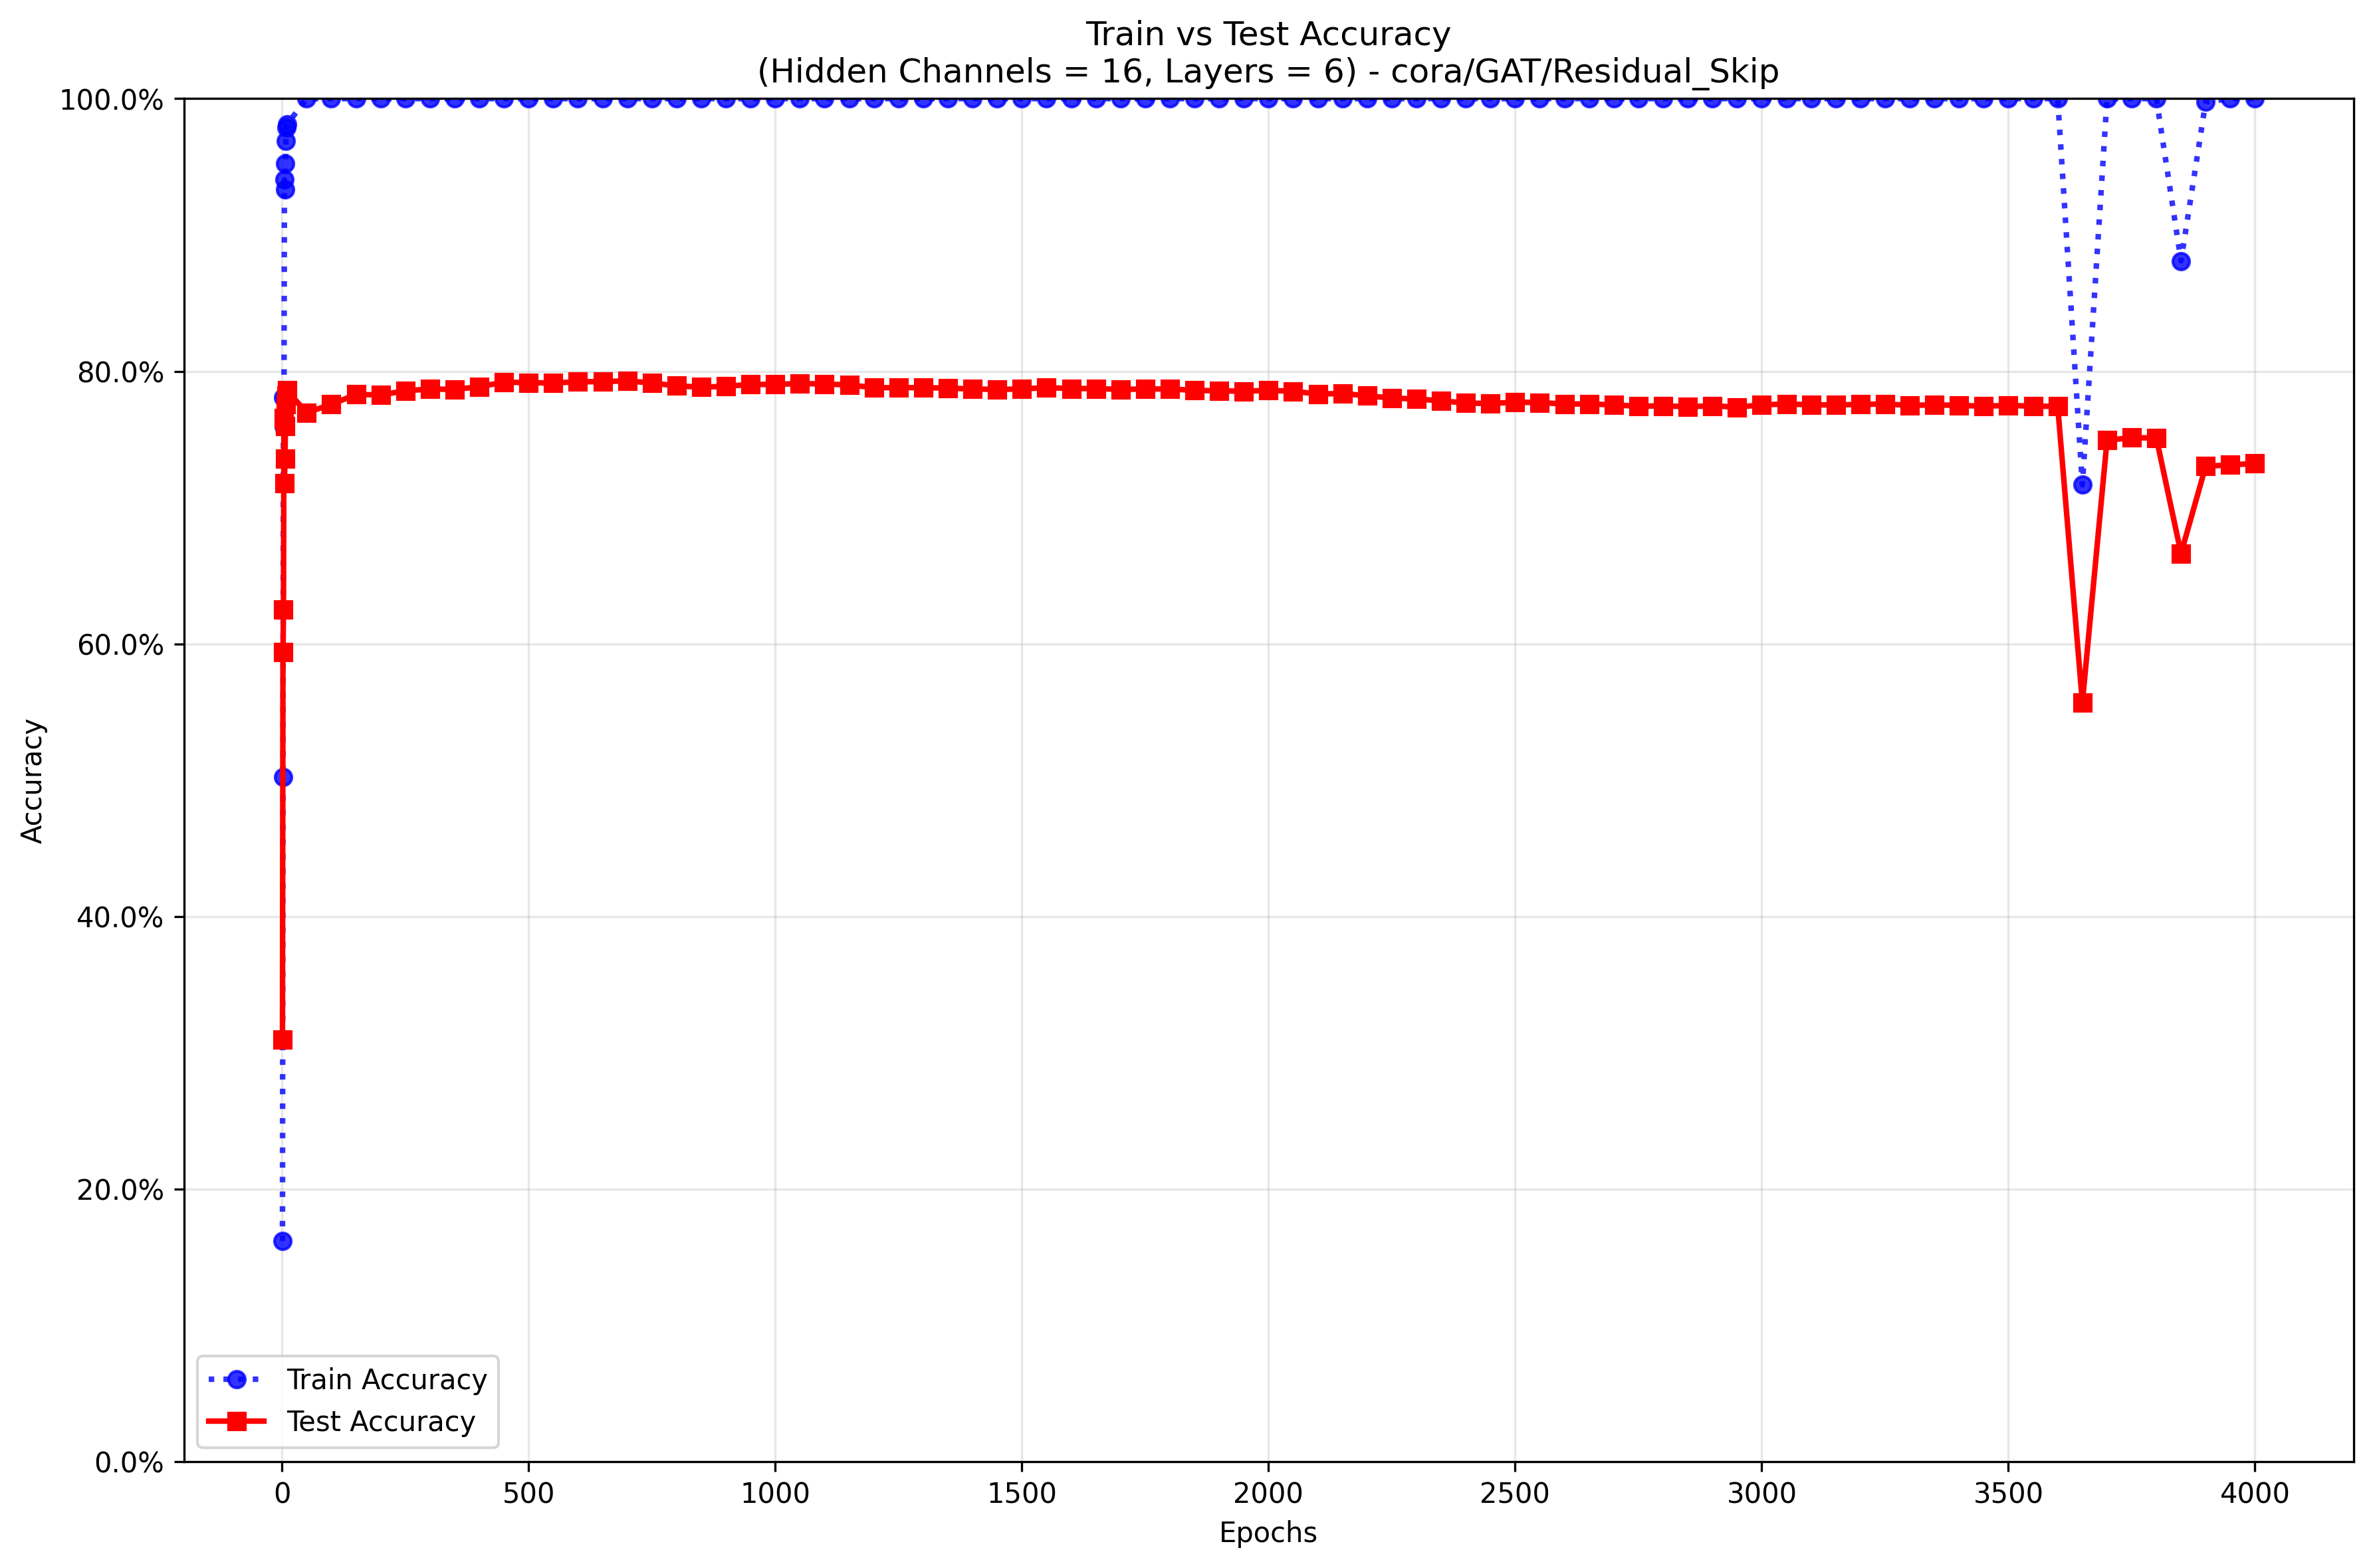 Train vs Test Accuracy
(Hidden Channels = 16, Layers = 6) - cora/GAT/Residual_Skip
100.0%
80.0%
60.0%
40.0%
20.0%
0.0%
Accuracy
Train Accuracy
Test Accuracy
0 500 1000 1500 2000 2500 3000 3500 4000
Epochs